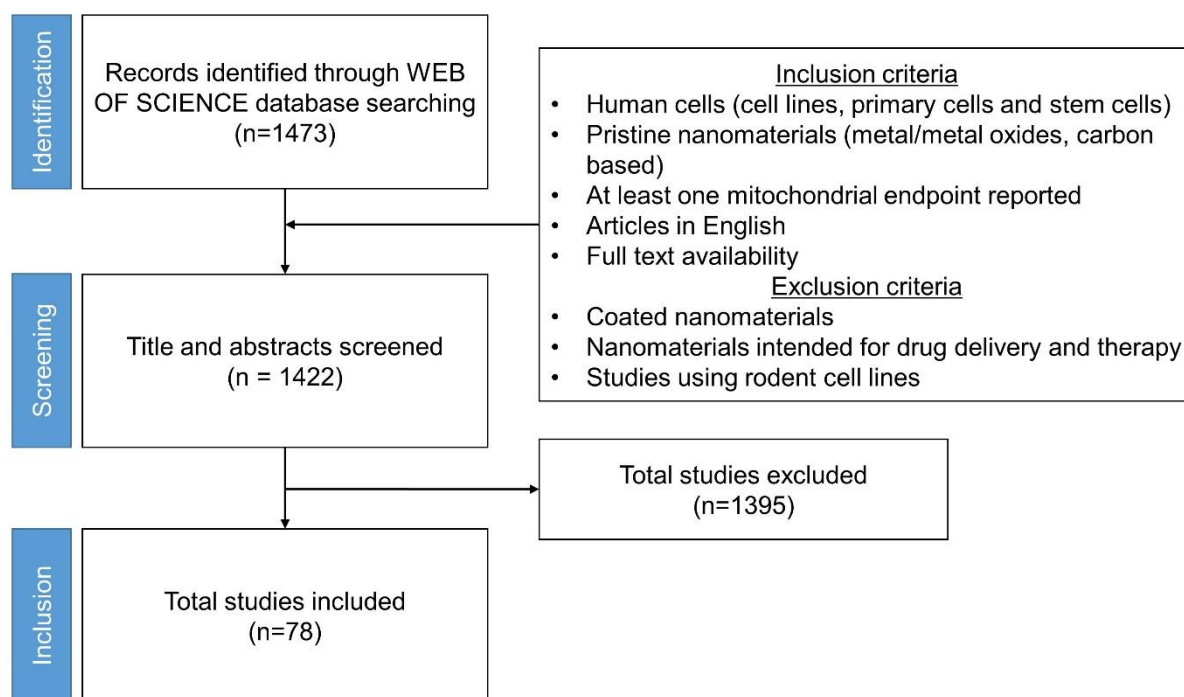 Identification
Records identified through WEB
OF SCIENCE database searching
(n=1473)
Inclusion criteria
• Human cells (cell lines, primary cells and stem cells)
• Pristine nanomaterials (metal/metal oxides, carbon
based)
• At least one mitochondrial endpoint reported
• Articles in English
• Full text availability
Exclusion criteria
• Coated nanomaterials
• Nanomaterials intended for drug delivery and therapy
• Studies using rodent cell lines
Screening
Title and abstracts screened
(n = 1422)
Total studies excluded
(n=1395)
Inclusion
Total studies included
(n=78)